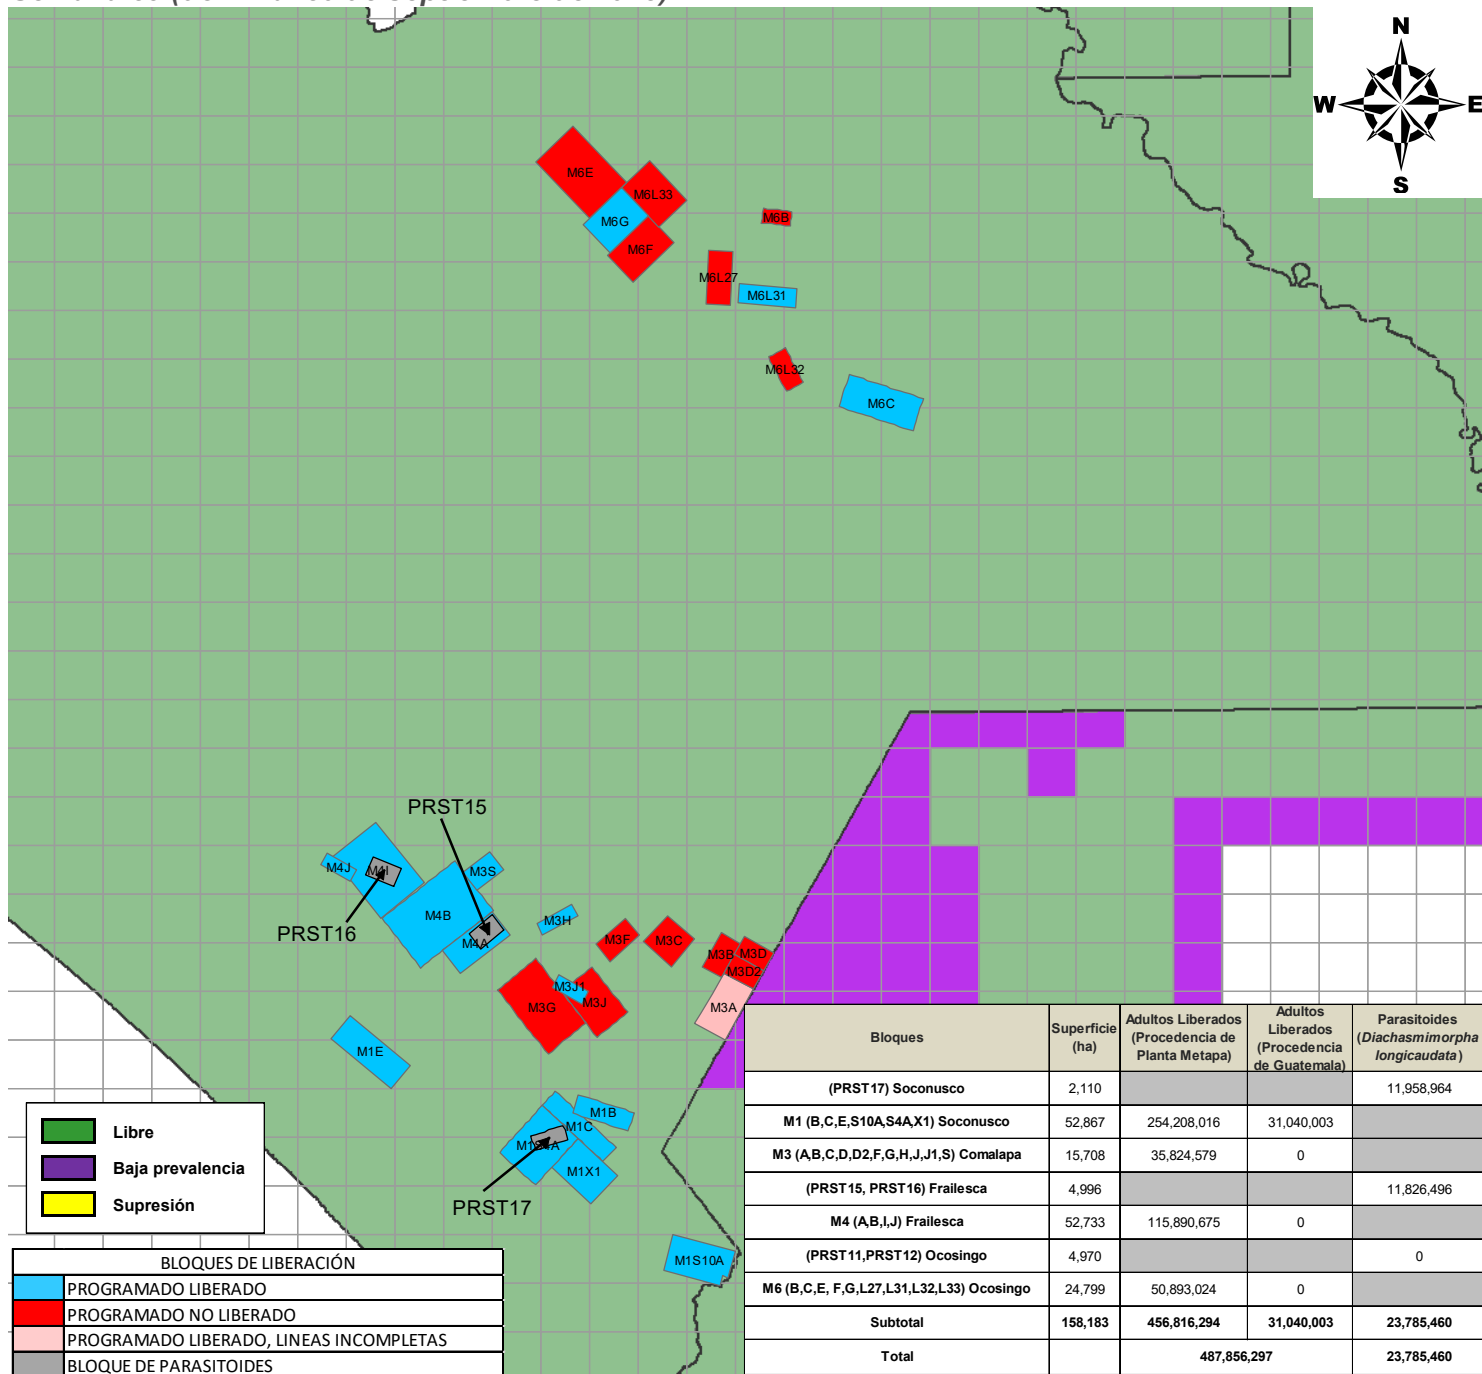 N
W E
S
M6E
M6L33
M6G
M6F
M6B
M6L27
M6L31
M6L32
M6C
PRST15
M4J
M4I
M3S
M4B
PRST16
M4A
M3H
M3F
M3C
M3B
M3D
M3D2
M3J1
M3G
M3J
M3A
M1E
M1B
M1C
M1S4A
M1X1
PRST17
M1S10A
Libre
Baja prevalencia
Supresión
BLOQUES DE LIBERACIÓN
PROGRAMADO LIBERADO
PROGRAMADO NO LIBERADO
PROGRAMADO LIBERADO, LINEAS INCOMPLETAS
BLOQUE DE PARASITOIDES
Bloques Superficie (ha) Adultos Liberados (Procedencia de Planta Metapa) Adultos Liberados (Procedencia de Guatemala) Parasitoides (Diachasmimorpha longicaudata)
(PRST17) Soconusco 2,110 11,958,964
M1 (B,C,E,S10A,S4A,X1) Soconusco 52,867 254,208,016 31,040,003
M3 (A,B,C,D,D2,F,G,H,J,J1,S) Comalapa 15,708 35,824,579 0
(PRST15, PRST16) Frailesca 4,996 11,826,496
M4 (A,B,I,J) Frailesca 52,733 115,890,675 0
(PRST11,PRST12) Ocosingo 4,970 0
M6 (B,C,E, F,G,L27,L31,L32,L33) Ocosingo 24,799 50,893,024 0
Subtotal 158,183 456,816,294 31,040,003 23,785,460
Total 487,856,297 23,785,460